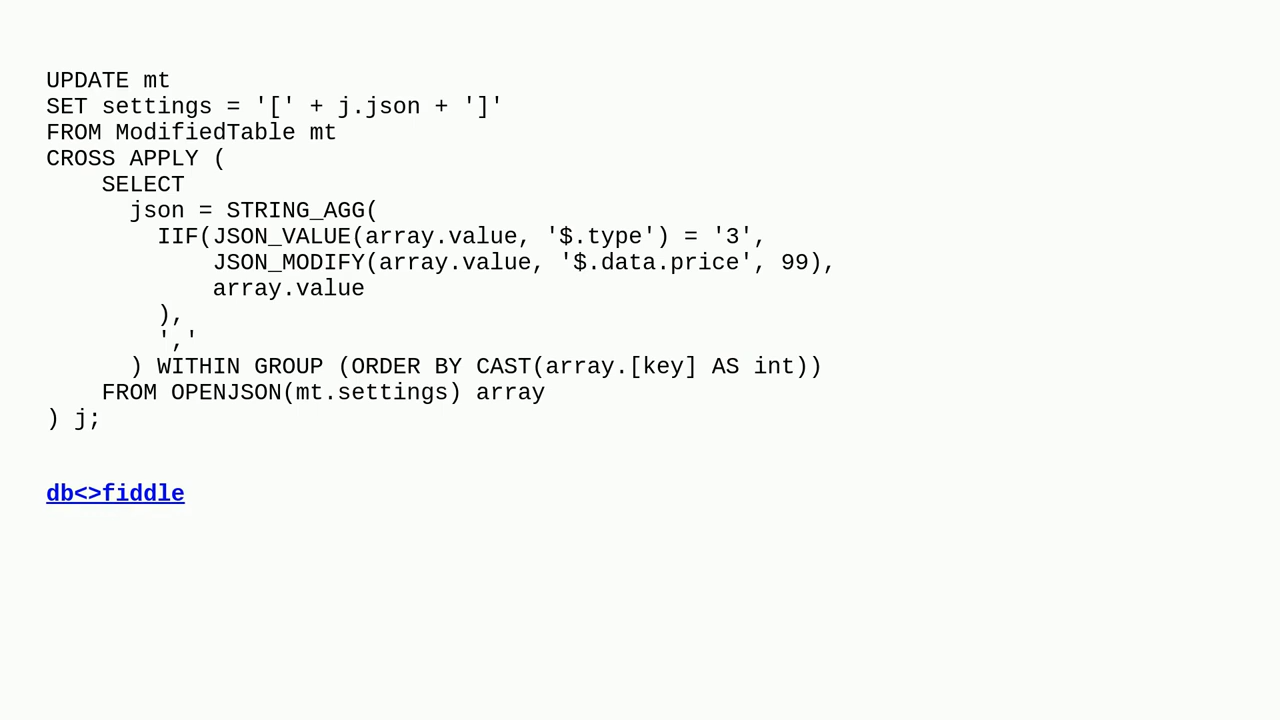 UPDATE mt
SET settings = '[' + j.json + ']'
FROM ModifiedTable mt
CROSS APPLY (
    SELECT
      json = STRING_AGG(
        IIF(JSON_VALUE(array.value, '$.type') = '3',
            JSON_MODIFY(array.value, '$.data.price', 99),
            array.value
        ),
        ','
      ) WITHIN GROUP (ORDER BY CAST(array.[key] AS int))
    FROM OPENJSON(mt.settings) array
) j;
db<>fiddle